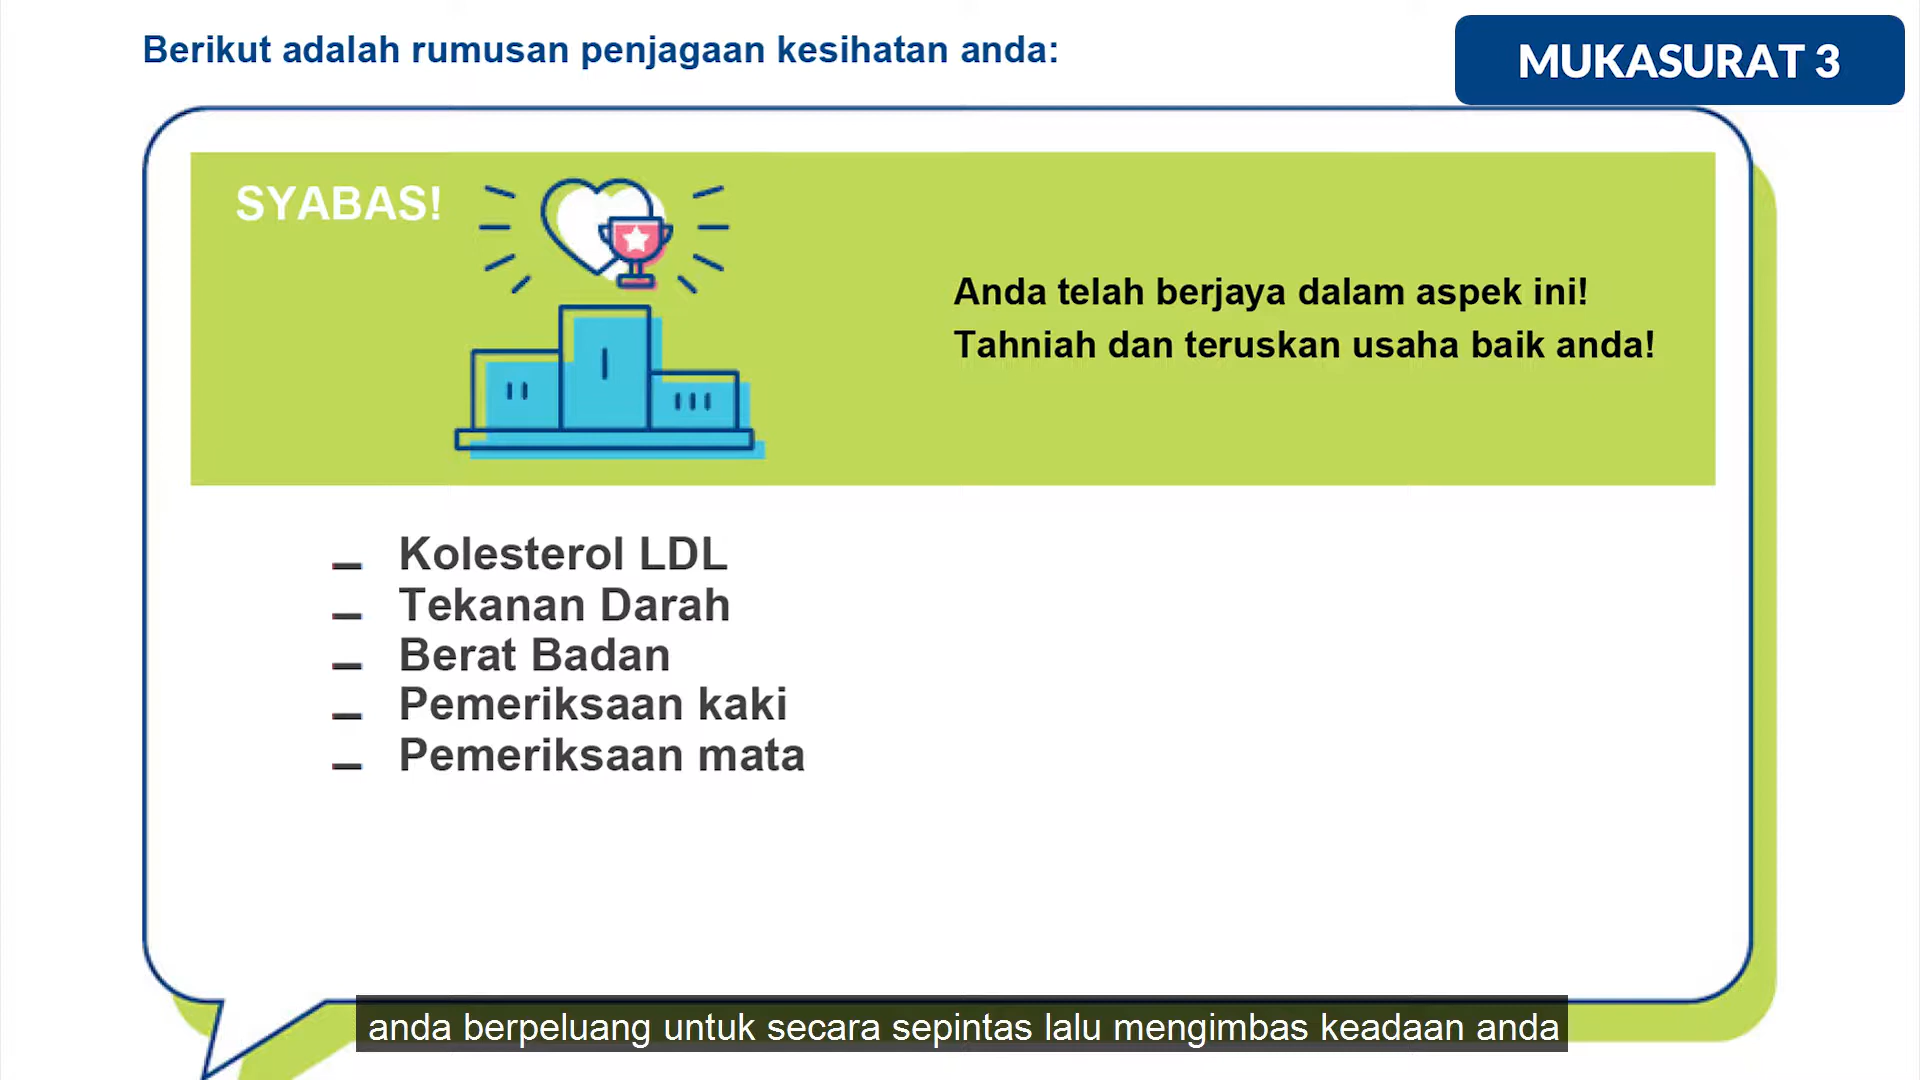 Berikut adalah rumusan penjagaan kesihatan anda:
MUKASURAT 3
SYABAS!
Anda telah berjaya dalam aspek ini!
Tahniah dan teruskan usaha baik anda!
– Kolesterol LDL
– Tekanan Darah
– Berat Badan
– Pemeriksaan kaki
– Pemeriksaan mata
anda berpeluang untuk secara sepintas lalu mengimbas keadaan anda